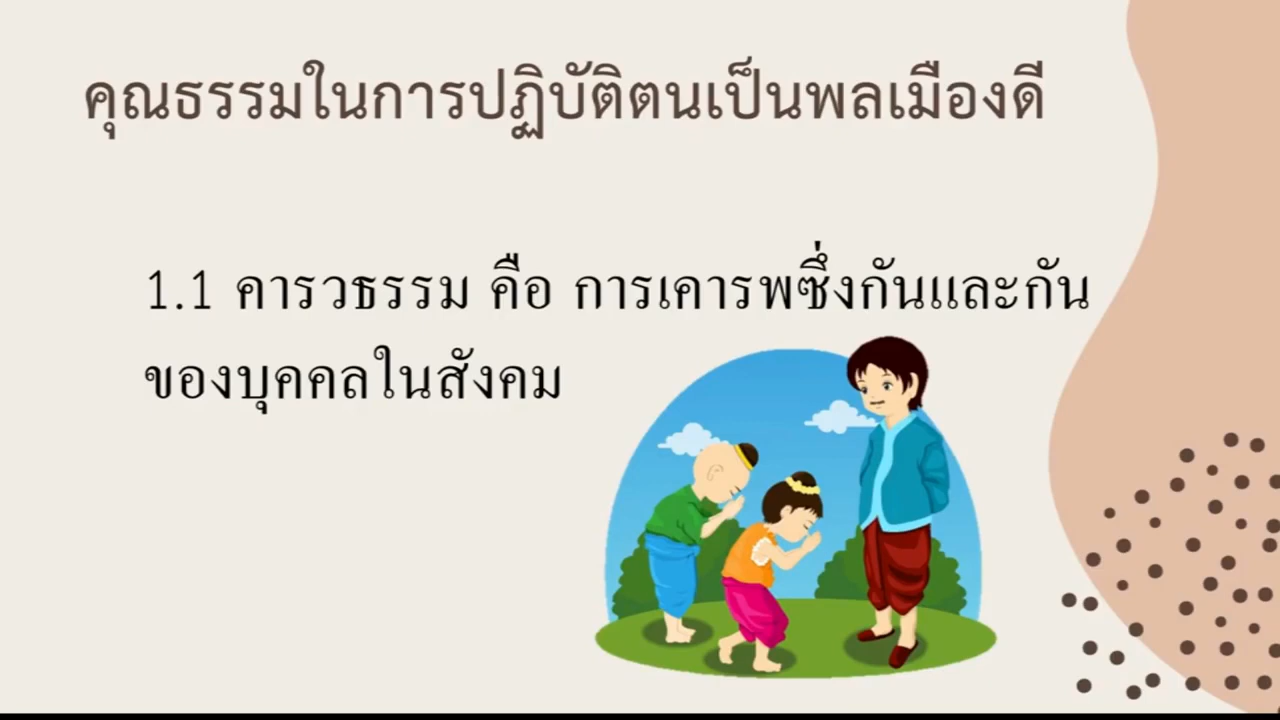 คุณธรรมในการปฏิบัติตนเป็นพลเมืองดี
1.1 คารวธรรม คือ การเคารพซึ่งกันและกัน
ของบุคคลในสังคม